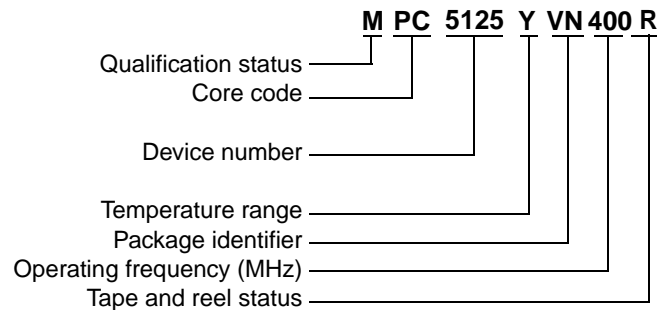 M PC 5125 Y VN 400 R
Qualification status
Core code
Device number
Temperature range
Package identifier
Operating frequency (MHz)
Tape and reel status